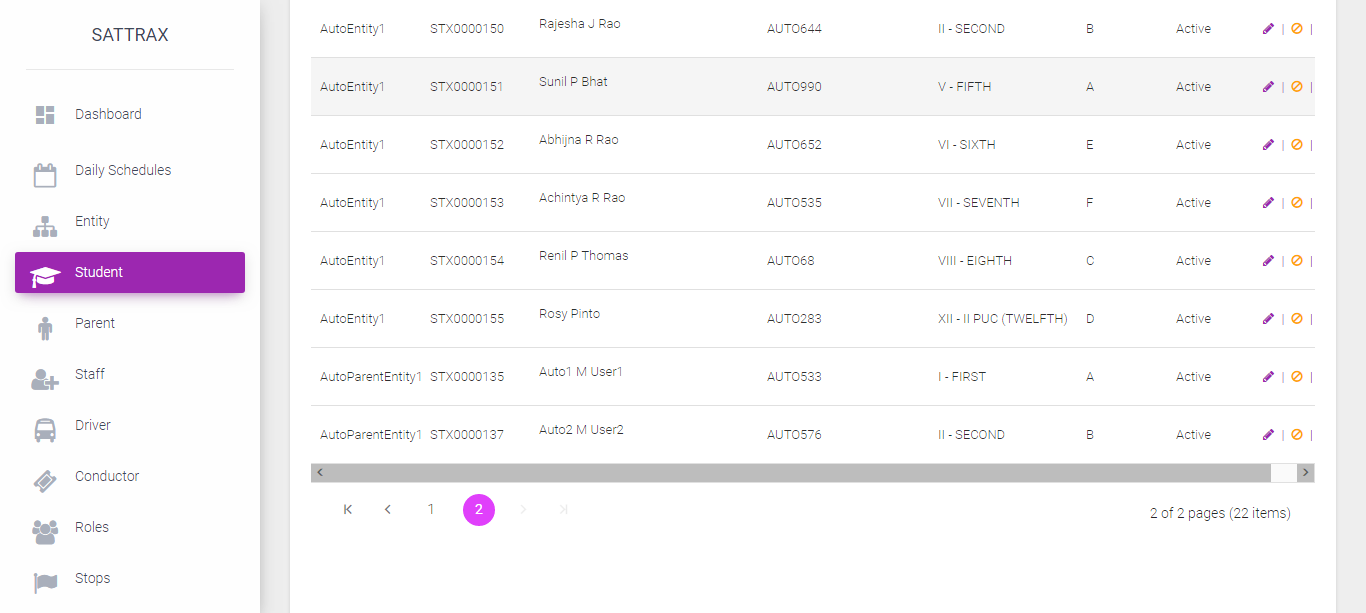 SATTRAX
Dashboard
Daily Schedules
Entity
Student
Parent
Staff
Driver
Conductor
Roles
Stops
AutoEntity1 STX0000150 Rajesha J Rao AUTO644 II - SECOND B Active | |
AutoEntity1 STX0000151 Sunil P Bhat AUTO990 V - FIFTH A Active | |
AutoEntity1 STX0000152 Abhijna R Rao AUTO652 VI - SIXTH E Active | |
AutoEntity1 STX0000153 Achintya R Rao AUTO535 VII - SEVENTH F Active | |
AutoEntity1 STX0000154 Renil P Thomas AUTO68 VIII - EIGHTH C Active | |
AutoEntity1 STX0000155 Rosy Pinto AUTO283 XII - II PUC (TWELFTH) D Active | |
AutoParentEntity1 STX0000135 Auto1 M User1 AUTO533 I - FIRST A Active | |
AutoParentEntity1 STX0000137 Auto2 M User2 AUTO576 II - SECOND B Active | |
1 2 2 of 2 pages (22 items)